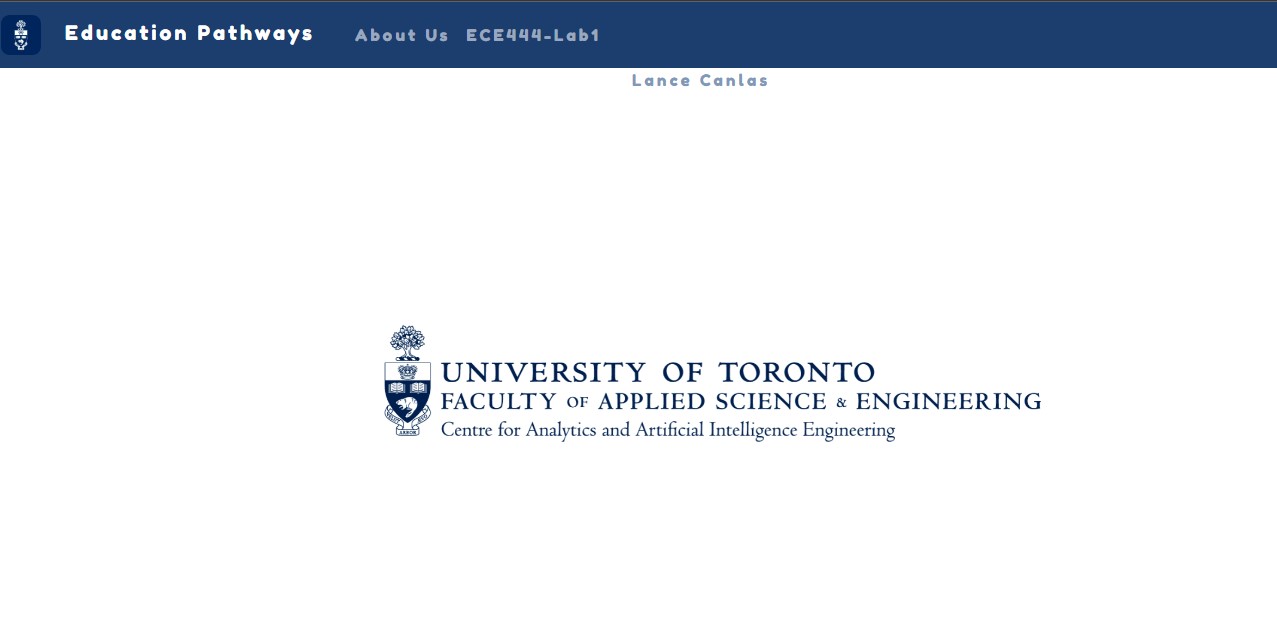 Education Pathways About Us ECE444-Lab1
Lance Canlas
UNIVERSITY OF TORONTO
FACULTY OF APPLIED SCIENCE & ENGINEERING
Centre for Analytics and Artificial Intelligence Engineering